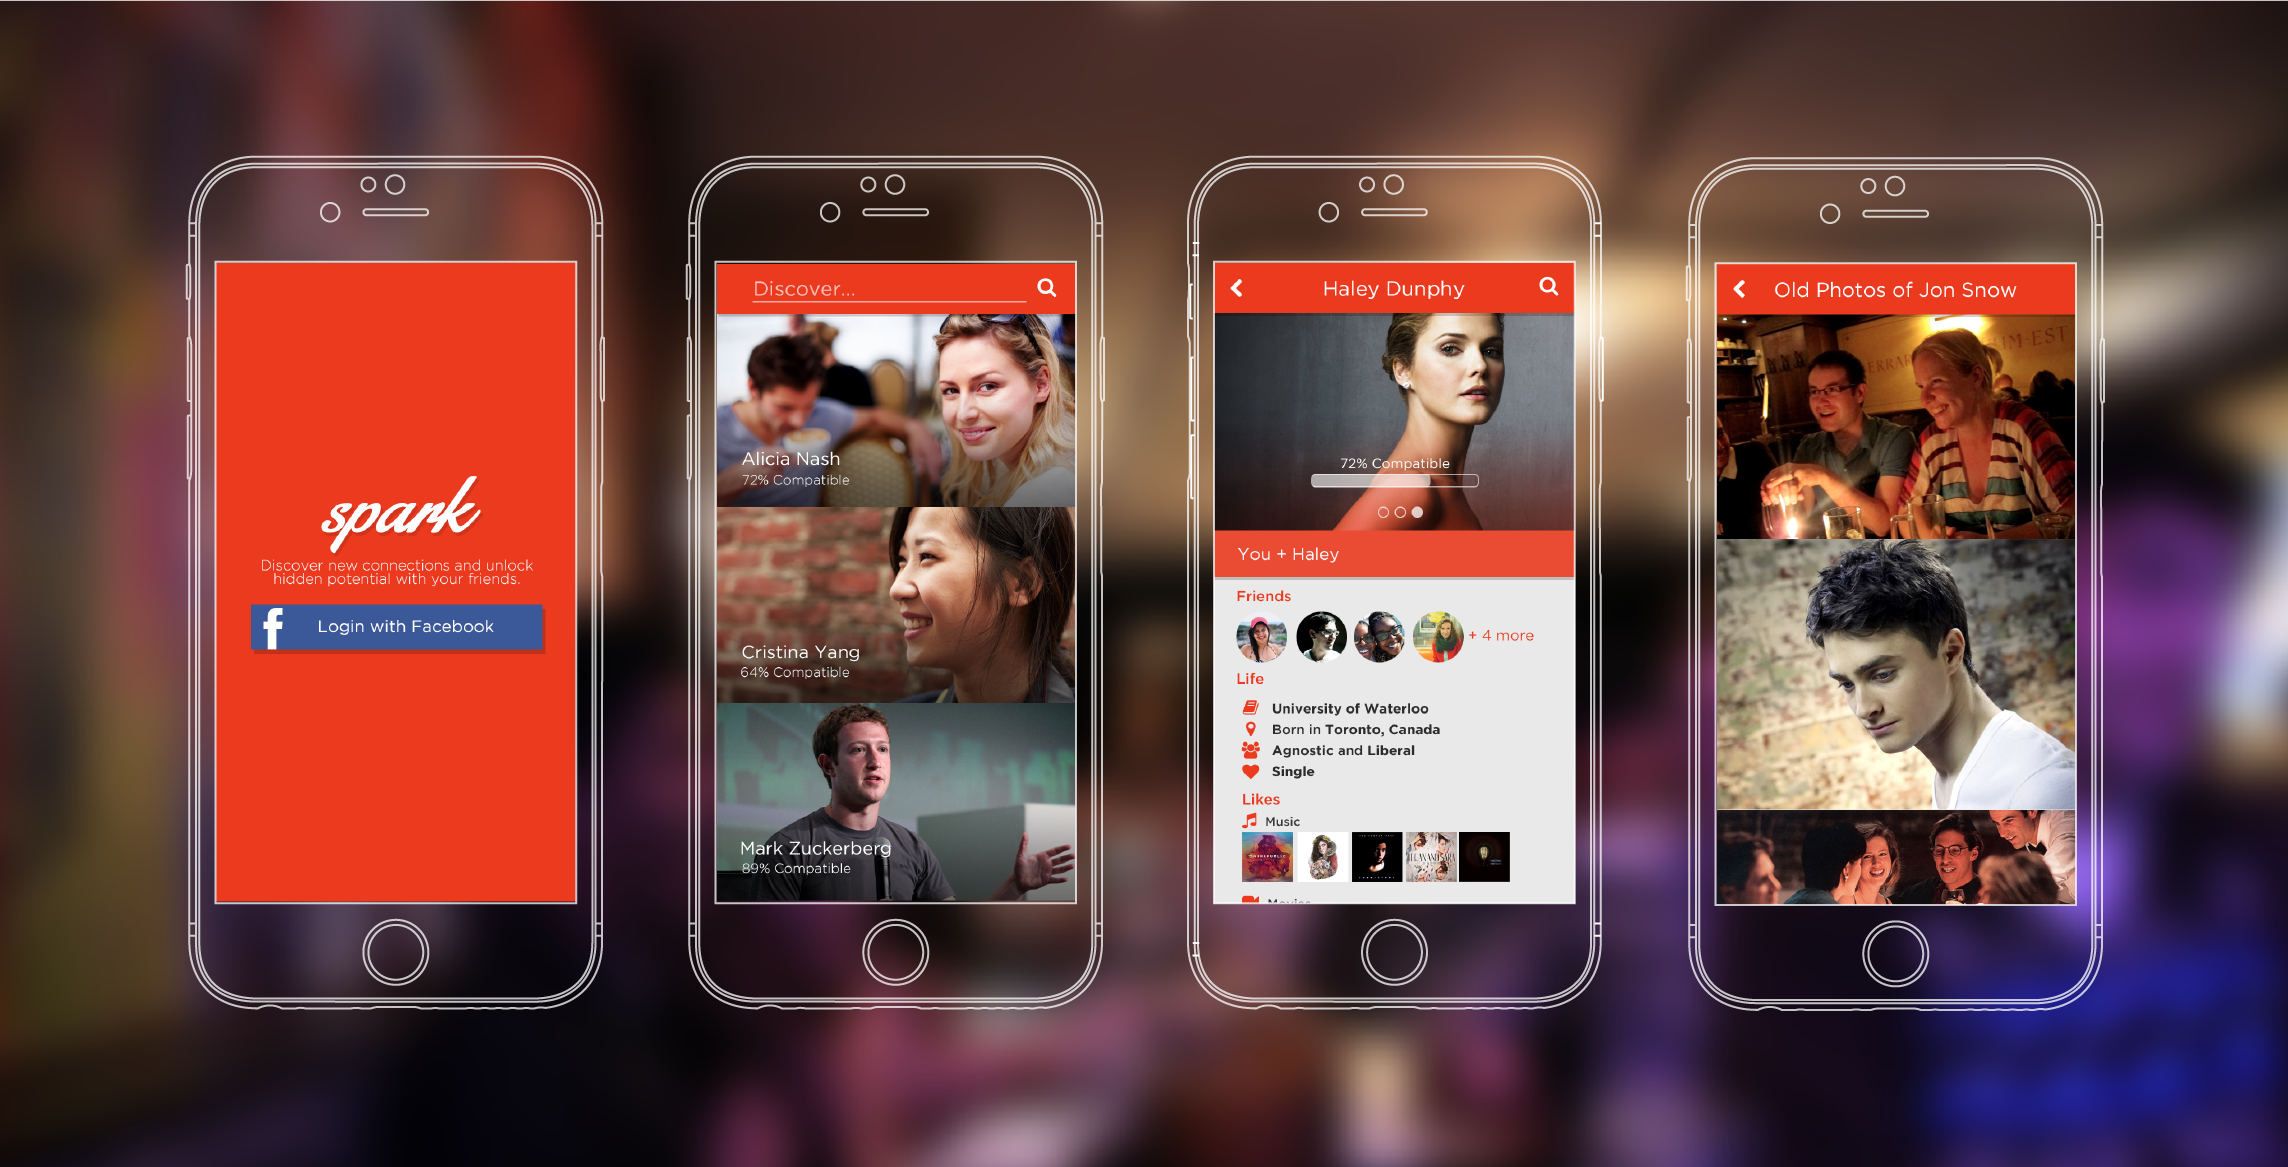 spark
Discover new connections and unlock
hidden potential with your friends.
f
Login with Facebook
Discover...
Alicia Nash
72% Compatible
Cristina Yang
64% Compatible
Mark Zuckerberg
89% Compatible
Haley Dunphy
72% Compatible
You + Haley
Friends
+ 4 more
Life
University of Waterloo
Born in Toronto, Canada
Agnostic and Liberal
Single
Likes
Music
Movies
Old Photos of Jon Snow